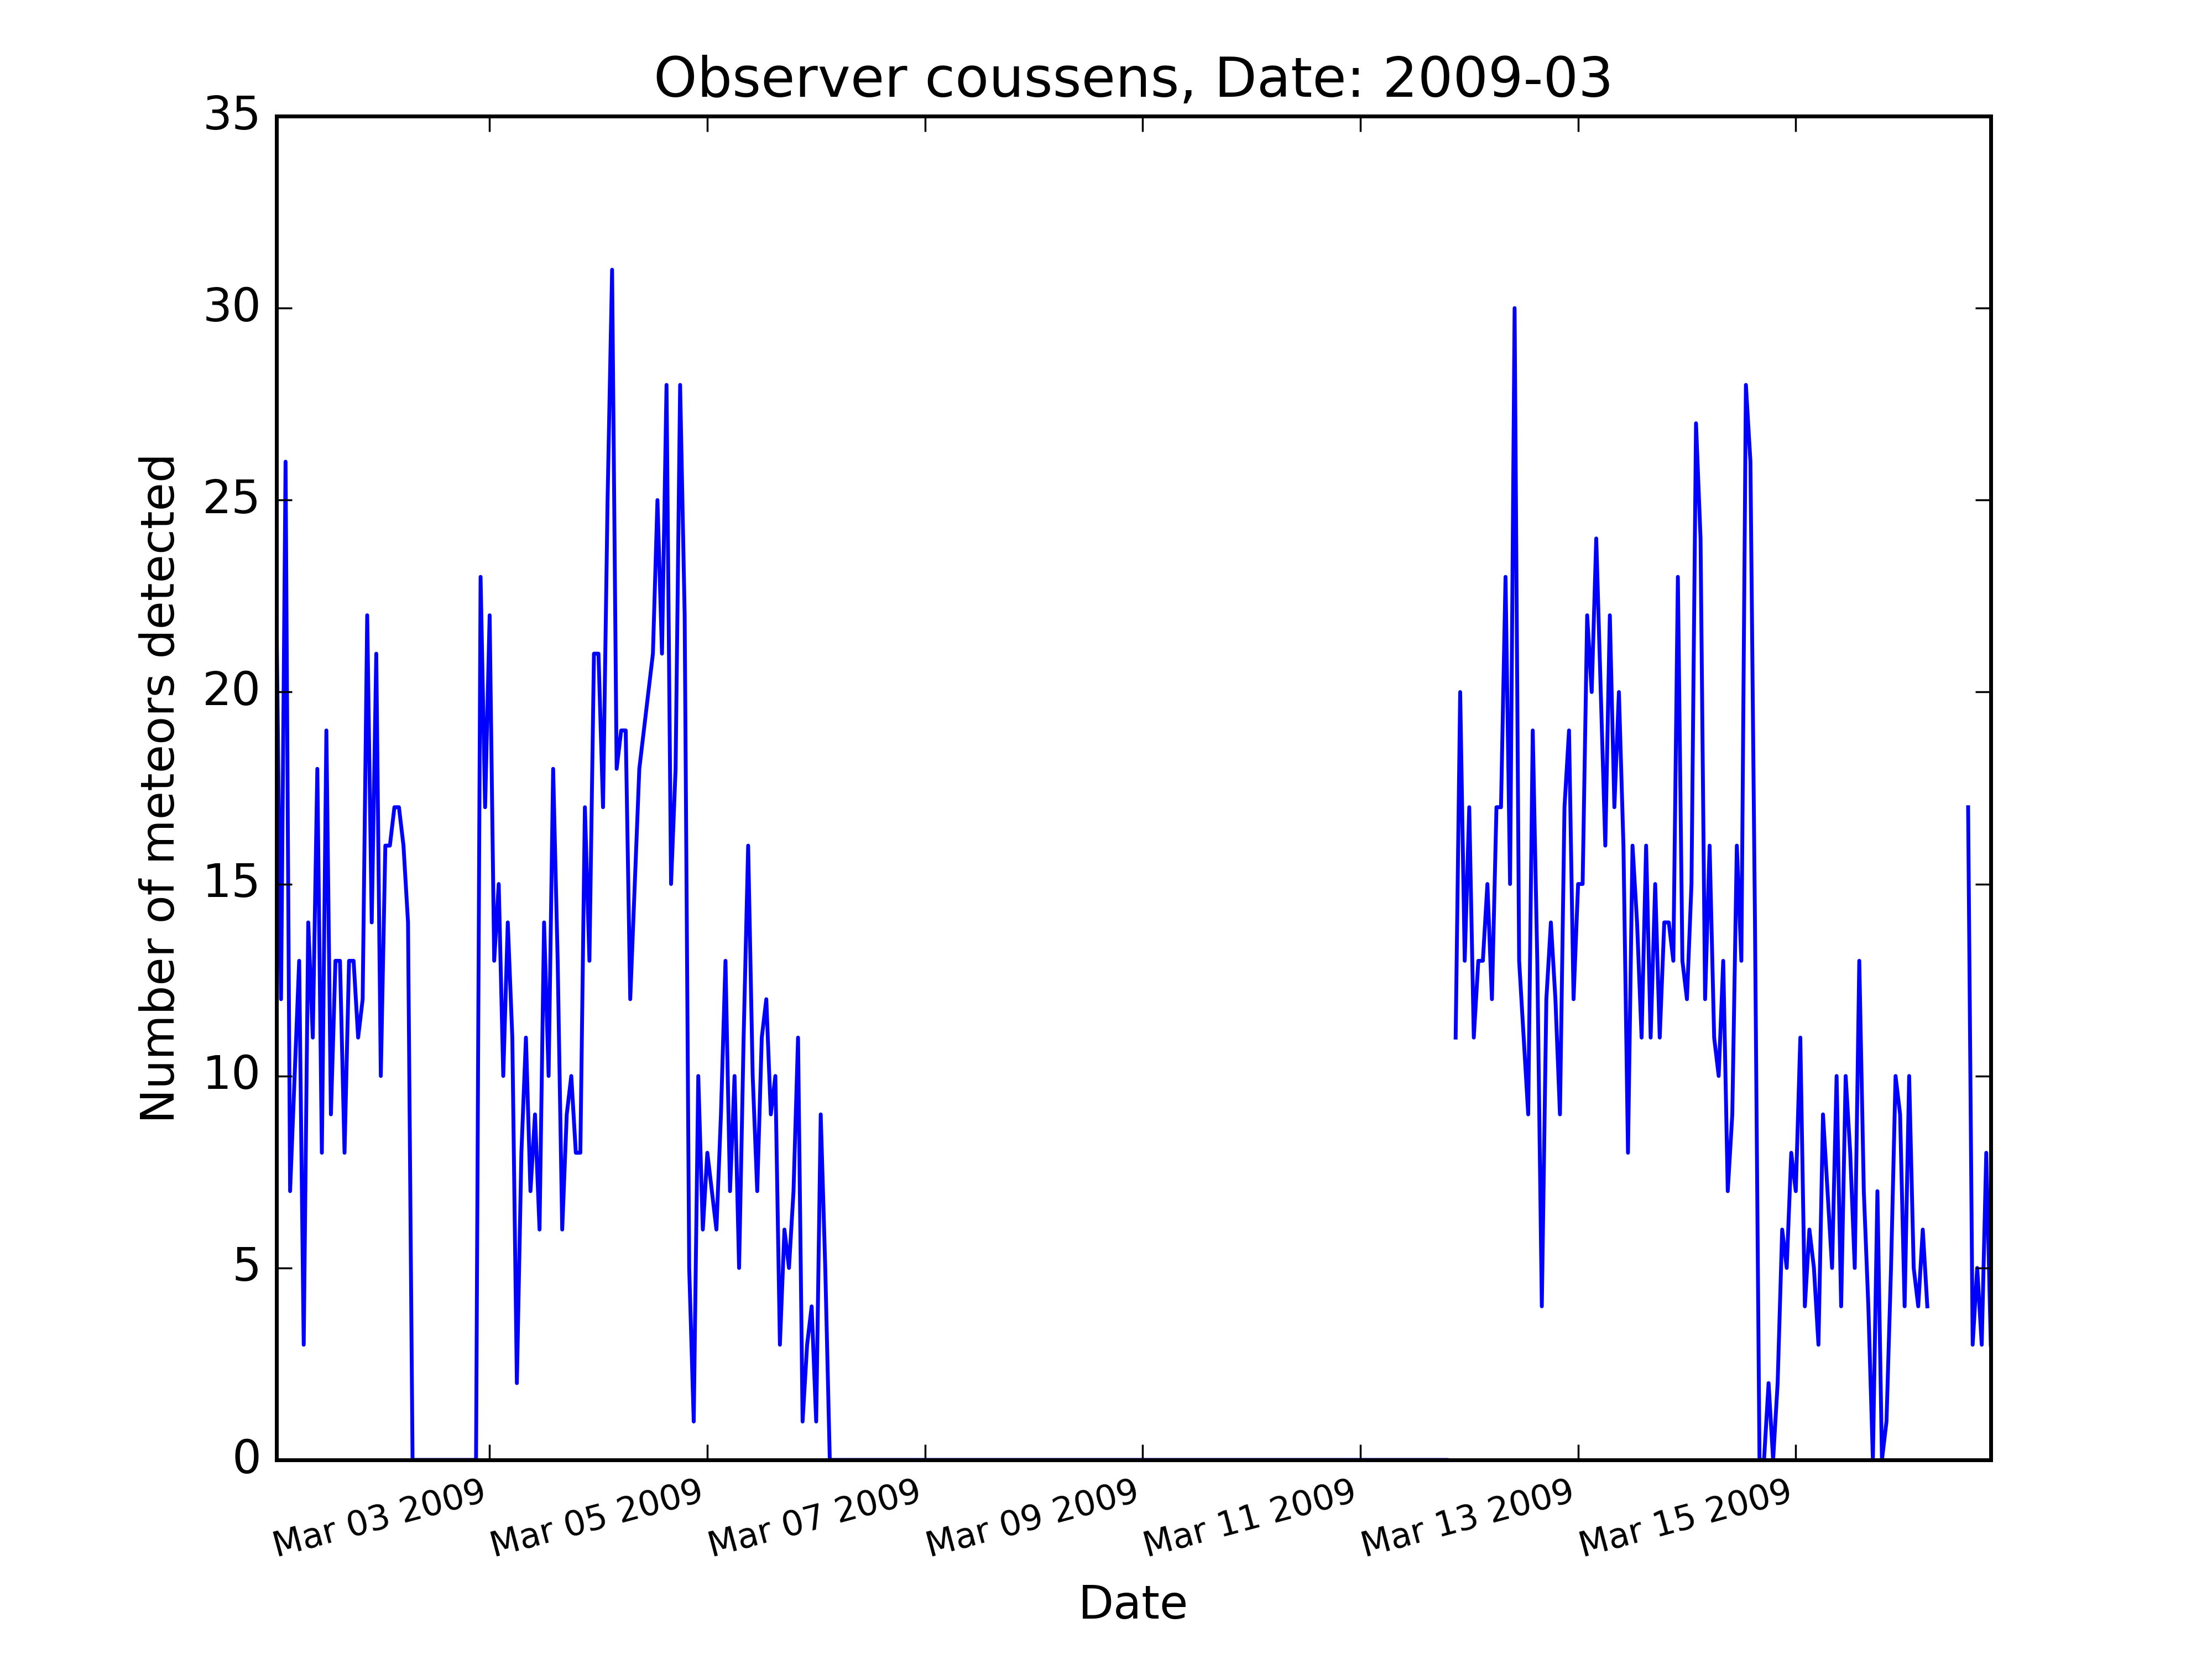 Observer coussens, Date: 2009-03
35
30
25
20
15
10
5
0
Number of meteors detected
Mar 03 2009
Mar 05 2009
Mar 07 2009
Mar 09 2009
Mar 11 2009
Mar 13 2009
Mar 15 2009
Date